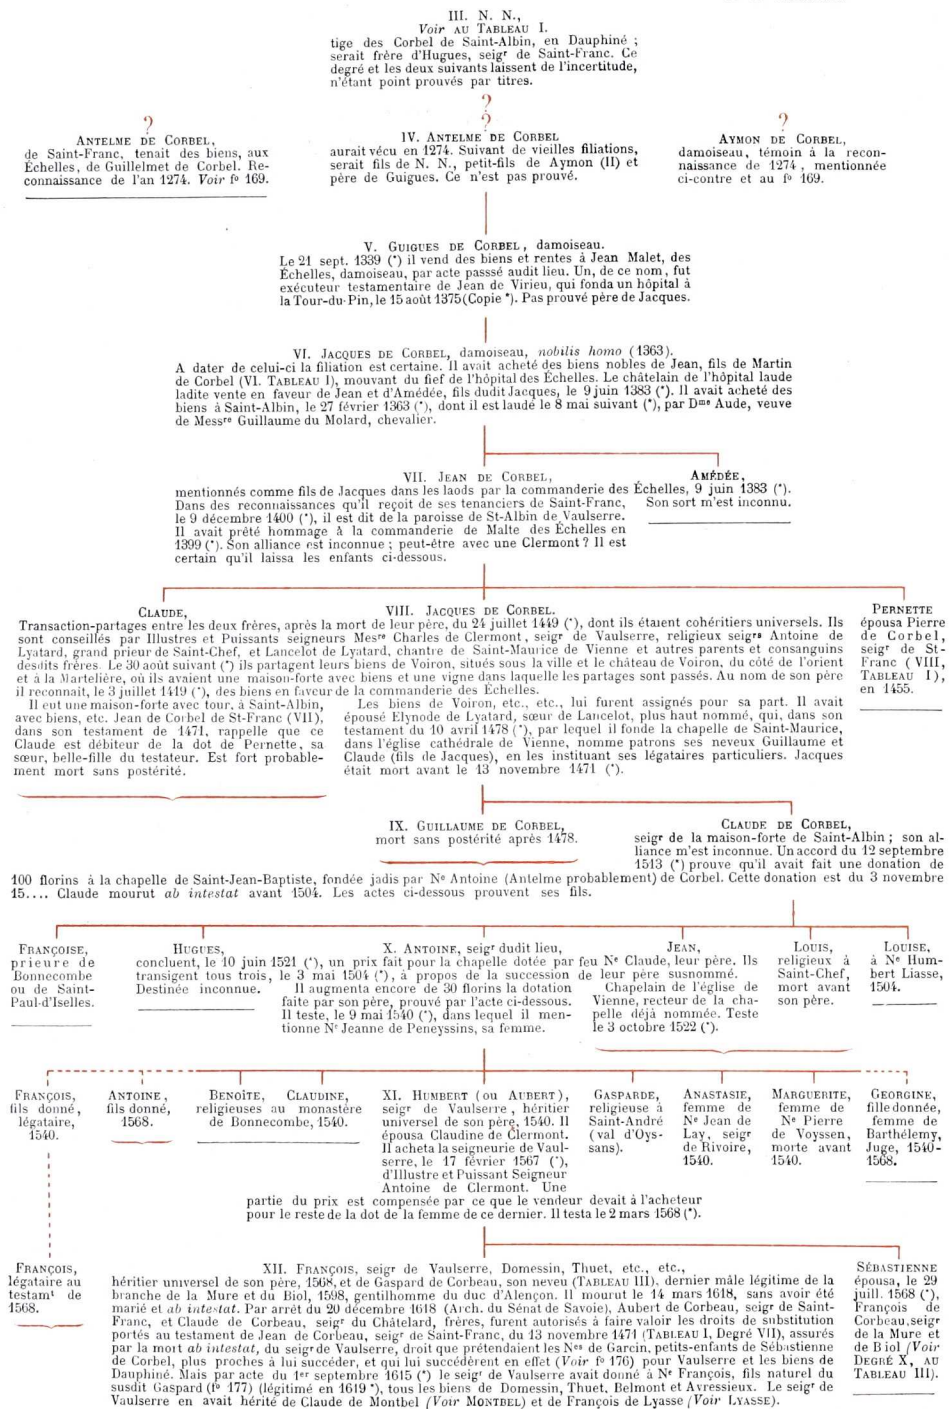 III. N. N.,
Voir AU TABLEAU I.
tige des Corbel de Saint-Albin, en Dauphiné ;
serait frère d'Hugues, seigr de Saint-Franc. Ce
degré et les deux suivants laissent de l'incertitude,
n'étant point prouvés par titres.
?
?
?
?
ANTELME DE CORBEL,
de Saint-Franc, tenait des biens, aux
Échelles, de Guillelmet de Corbel. Re-
connaissance de l'an 1274. Voir fo 169.
IV. ANTELME DE CORBEL
aurait vécu en 1274. Suivant de vieilles filiations,
serait fils de N. N., petit-fils de Aymon (II) et
père de Guigues. Ce n'est pas prouvé.
AYMON DE CORBEL,
damoiseau, témoin à la recon-
naissance de 1274, mentionnée
ci-contre et au fo 169.
V. GUIGUES DE CORBEL, damoiseau.
Le 21 sept. 1339 (*) il vend des biens et rentes à Jean Malet, des
Échelles, damoiseau, par acte passsé audit lieu. Un, de ce nom, fut
exécuteur testamentaire de Jean de Virieu, qui fonda un hôpital à
la Tour-du-Pin, le 15 août 1375 (Copie *). Pas prouvé père de Jacques.
VI. JACQUES DE CORBEL, damoiseau, nobilis homo (1363).
A dater de celui-ci la filiation est certaine. Il avait acheté des biens nobles de Jean, fils de Martin
de Corbel (VI. TABLEAU I), mouvant du fief de l'hôpital des Échelles. Le châtelain de l'hôpital laude
ladite vente en faveur de Jean et d'Amédée, fils dudit Jacques, le 9 juin 1383 (*). Il avait acheté des
biens à Saint-Albin, le 27 février 1363 (*), dont il est laudé le 8 mai suivant (*), par Dme Aude, veuve
de Messre Guillaume du Molard, chevalier.
VII. JEAN DE CORBEL,
AMÉDÉE,
mentionnés comme fils de Jacques dans les laods par la commanderie des Échelles, 9 juin 1383 (*).
Dans des reconnaissances qu'il reçoit de ses tenanciers de Saint-Franc,
le 9 décembre 1400 (*), il est dit de la paroisse de St-Albin de Vaulserre.
Il avait prêté hommage à la commanderie de Malte des Échelles en
1399 (*). Son alliance est inconnue ; peut-être avec une Clermont ? Il est
certain qu'il laissa les enfants ci-dessous.
Son sort m'est inconnu.
CLAUDE,
VIII. JACQUES DE CORBEL.
Transaction-partages entre les deux frères, après la mort de leur père, du 24 juillet 1449 (*), dont ils étaient cohéritiers universels. Ils
sont conseillés par Illustres et Puissants seigneurs Mesre Charles de Clermont, seigr de Vaulserre, religieux seigrs Antoine de
Lyatard, grand prieur de Saint-Chef, et Lancelot de Lyatard, chantre de Saint-Maurice de Vienne et autres parents et consanguins
desdits frères. Le 30 août suivant (*) ils partagent leurs biens de Voiron, situés sous la ville et le château de Voiron, du côté de l'orient
et à la Martelière, où ils avaient une maison-forte avec biens et une vigne dans laquelle les partages sont passés. Au nom de son père
il reconnait, le 3 juillet 1419 (*), des biens en faveur de la commanderie des Échelles.
Il eut une maison-forte avec tour, à Saint-Albin,
avec biens, etc. Jean de Corbel de St-Franc (VII),
dans son testament de 1471, rappelle que ce
Claude est débiteur de la dot de Pernette, sa
sœur, belle-fille du testateur. Est fort probable-
ment mort sans postérité.
Les biens de Voiron, etc., etc., lui furent assignés pour sa part. Il avait
épousé Elynode de Lyatard, sœur de Lancelot, plus haut nommé, qui, dans son
testament du 10 avril 1478 (*), par lequel il fonde la chapelle de Saint-Maurice,
dans l'église cathédrale de Vienne, nomme patrons ses neveux Guillaume et
Claude (fils de Jacques), en les instituant ses légataires particuliers. Jacques
était mort avant le 13 novembre 1471 (*).
PERNETTE
épousa Pierre
de Corbel,
seigr de St-
Franc (VIII,
TABLEAU I),
en 1455.
IX. GUILLAUME DE CORBEL,
mort sans postérité après 1478.
CLAUDE DE CORBEL,
seigr de la maison-forte de Saint-Albin ; son al-
liance m'est inconnue. Un accord du 12 septembre
1513 (*) prouve qu'il avait fait une donation de
100 florins à la chapelle de Saint-Jean-Baptiste, fondée jadis par Ne Antoine (Antelme probablement) de Corbel. Cette donation est du 3 novembre
15.... Claude mourut ab intestat avant 1504. Les actes ci-dessous prouvent ses fils.
FRANÇOISE,
prieure de
Bonnecombe
ou de Saint-
Paul-d'Iselles.
HUGUES,
X. ANTOINE, seigr dudit lieu,
JEAN,
concluent, le 10 juin 1521 (*), un prix fait pour la chapelle dotée par feu Ne Claude, leur père. Ils
transigent tous trois, le 3 mai 1504 (*), à propos de la succession de leur père susnommé.
Destinée inconnue.
Il augmenta encore de 30 florins la dotation
faite par son père, prouvé par l'acte ci-dessous.
Il teste, le 9 mai 1540 (*), dans lequel il men-
tionne Ne Jeanne de Peneyssins, sa femme.
Chapelain de l'église de
Vienne, recteur de la cha-
pelle déjà nommée. Teste
le 3 octobre 1522 (*).
LOUIS,
religieux à
Saint-Chef,
mort avant
son père.
LOUISE,
à Ne Hum-
bert Liasse,
1504.
FRANÇOIS,
fils donné,
légataire,
1540.
ANTOINE,
fils donné,
1568.
BENOÎTE, CLAUDINE,
religieuses au monastère
de Bonnecombe, 1540.
XI. HUMBERT (ou AUBERT),
seigr de Vaulserre, héritier
universel de son père, 1540. Il
épousa Claudine de Clermont.
Il acheta la seigneurie de Vaul-
serre, le 17 février 1567 (*),
d'Illustre et Puissant Seigneur
Antoine de Clermont. Une
partie du prix est compensée par ce que le vendeur devait à l'acheteur
pour le reste de la dot de la femme de ce dernier. Il testa le 2 mars 1568 (*).
GASPARDE,
religieuse à
Saint-André
(val d'Oys-
sans).
ANASTASIE,
femme de
Ne Jean de
Lay, seigr
de Rivoire,
1540.
MARGUERITE,
femme de
Ne Pierre
de Voyssen,
morte avant
1540.
GEORGINE,
fille donnée,
femme de
Barthélemy,
Juge, 1540-
1568.
FRANÇOIS,
légataire au
testamt de
1568.
XII. FRANÇOIS, seigr de Vaulserre, Domessin, Thuet, etc., etc.,
héritier universel de son père, 1568, et de Gaspard de Corbeau, son neveu (TABLEAU III), dernier mâle légitime de la
branche de la Mure et du Biol, 1598, gentilhomme du duc d'Alençon. Il mourut le 14 mars 1618, sans avoir été
marié et ab intestat. Par arrêt du 20 décembre 1618 (Arch. du Sénat de Savoie), Aubert de Corbeau, seigr de Saint-
Franc, et Claude de Corbeau, seigr du Châtelard, frères, furent autorisés à faire valoir les droits de substitution
portés au testament de Jean de Corbeau, seigr de Saint-Franc, du 13 novembre 1471 (TABLEAU I, Degré VII), assurés
par la mort ab intestat, du seigr de Vaulserre, droit que prétendaient les Nes de Garcin, petits-enfants de Sébastienne
de Corbel, plus proches à lui succéder, et qui lui succédèrent en effet (Voir fo 176) pour Vaulserre et les biens de
Dauphiné. Mais par acte du 1er septembre 1615 (*) le seigr de Vaulserre avait donné à Ne François, fils naturel du
susdit Gaspard (fo 177) (légitimé en 1619 *), tous les biens de Domessin, Thuet, Belmont et Avressieux. Le seigr de
Vaulserre en avait hérité de Claude de Montbel (Voir MONTBEL) et de François de Lyasse (Voir LYASSE).
SÉBASTIENNE
épousa, le 29
juill. 1568 (*),
François de
Corbeau, seigr
de la Mure et
de Biol (Voir
DEGRÉ X, AU
TABLEAU III).